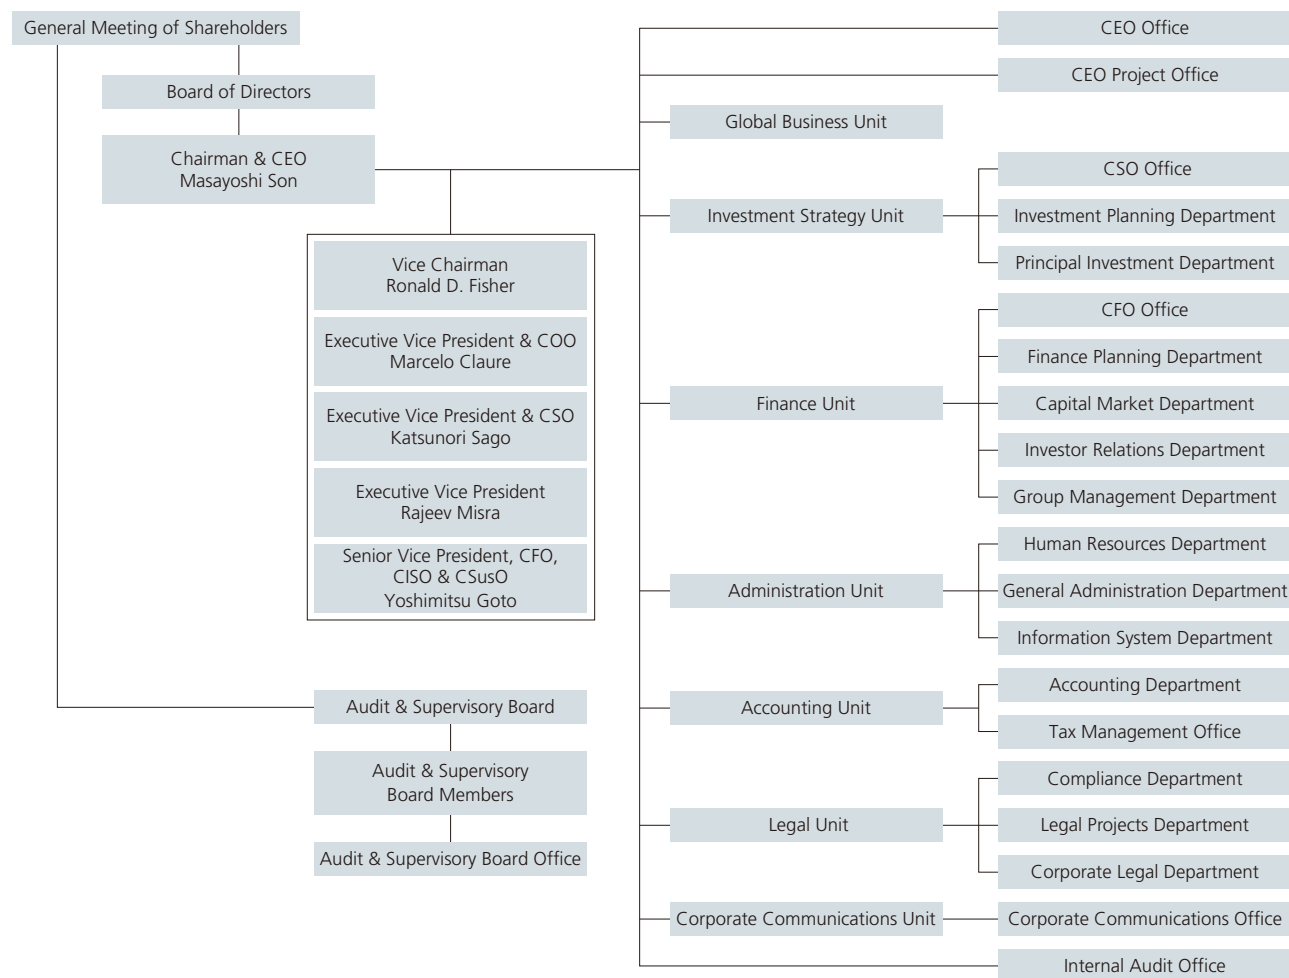 General Meeting of Shareholders
Board of Directors
Chairman & CEO
Masayoshi Son
Vice Chairman
Ronald D. Fisher
Executive Vice President & COO
Marcelo Claure
Executive Vice President & CSO
Katsunori Sago
Executive Vice President
Rajeev Misra
Senior Vice President, CFO,
CISO & CSusO
Yoshimitsu Goto
Audit & Supervisory Board
Audit & Supervisory
Board Members
Audit & Supervisory Board Office
CEO Office
CEO Project Office
Global Business Unit
Investment Strategy Unit
CSO Office
Investment Planning Department
Principal Investment Department
Finance Unit
CFO Office
Finance Planning Department
Capital Market Department
Investor Relations Department
Group Management Department
Administration Unit
Human Resources Department
General Administration Department
Information System Department
Accounting Unit
Accounting Department
Tax Management Office
Legal Unit
Compliance Department
Legal Projects Department
Corporate Legal Department
Corporate Communications Unit
Corporate Communications Office
Internal Audit Office